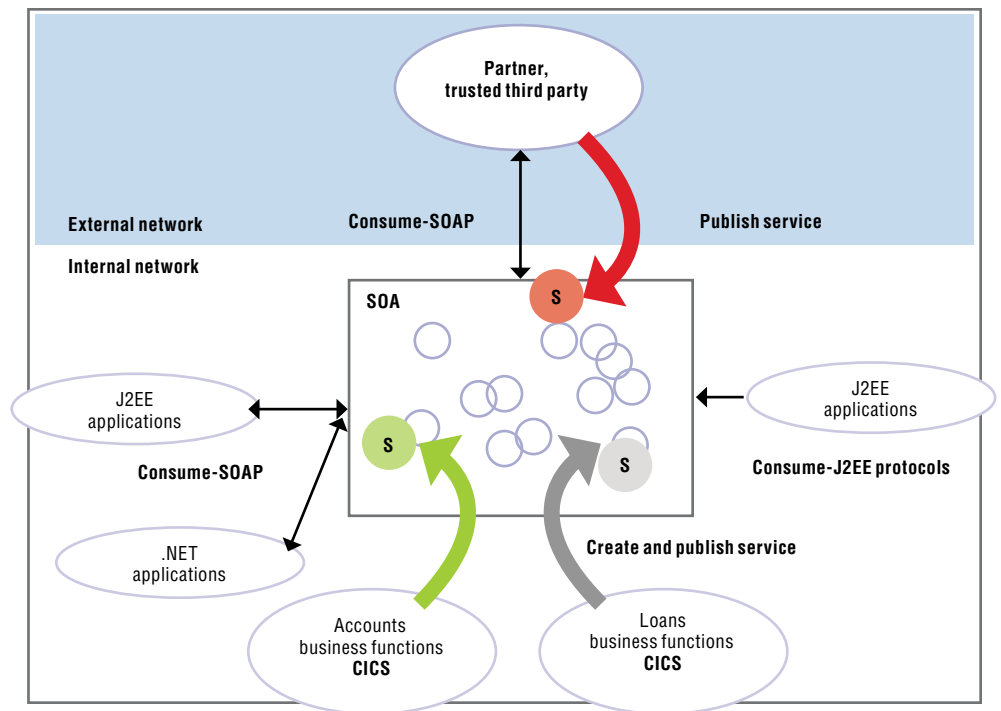 Partner,
trusted third party
External network
Consume-SOAP
Publish service
Internal network
SOA
S
J2EE
applications
J2EE
applications
S
S
Consume-SOAP
Consume-J2EE protocols
.NET
applications
Create and publish service
Accounts
business functions
CICS
Loans
business functions
CICS